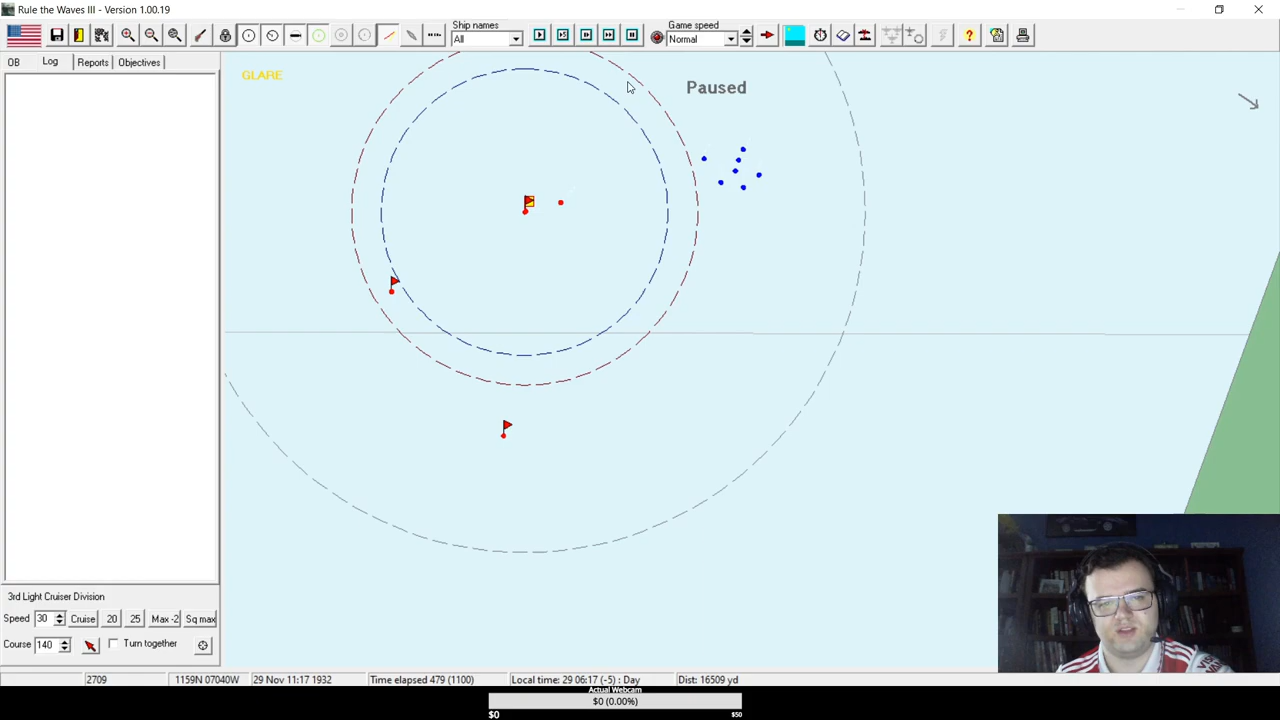 Rule the Waves III - Version 1.00.19
Ship names
All
Game speed
Normal
OB
Log
Reports
Objectives
GLARE
Paused
3rd Light Cruiser Division
Speed 30 Cruise 20 25 Max -2 Sq max
Course 140 Turn together
2709
1159N 07040W
29 Nov 11:17 1932
Time elapsed 479 (1100)
Local time: 29 06:17 (-5) : Day
Dist: 16509 yd
Actual Webcam
$0 (0.00%)
$0
$50